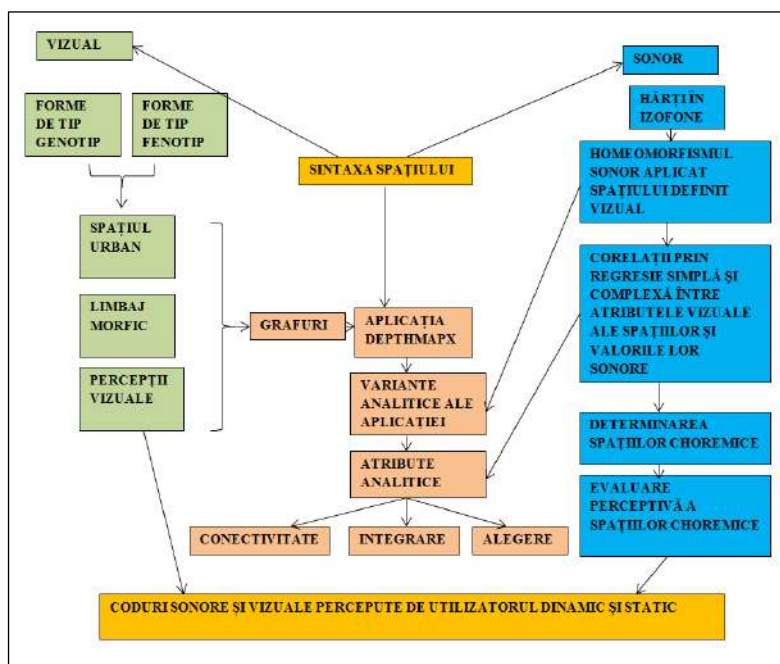 VIZUAL
SONOR
FORME
DE TIP
GENOTIP
FORME
DE TIP
FENOTIP
HĂRȚI ÎN
IZOFONE
SINTAXA SPAȚIULUI
HOMEOMORFISMUL
SONOR APLICAT
SPAȚIULUI DEFINIT
VIZUAL
SPAȚIUL
URBAN
LIMBAJ
MORFIC
PERCEPȚII
VIZUALE
GRAFURI
APLICAȚIA
DEPTHMAPX
CORELAȚII PRIN
REGRESIE SIMPLĂ ȘI
COMPLEXĂ ÎNTRE
ATRIBUTELE VIZUALE
ALE SPAȚIILOR ȘI
VALORILE LOR
SONORE
VARIANTE
ANALITICE ALE
APLICAȚIEI
ATRIBUTE
ANALITICE
DETERMINAREA
SPAȚIILOR CHOREMICE
EVALUARE
PERCEPTIVĂ A
SPAȚIILOR CHOREMICE
CONECTIVITATE
INTEGRARE
ALEGERE
CODURI SONORE ȘI VIZUALE PERCEPUTE DE UTILIZATORUL DINAMIC ȘI STATIC